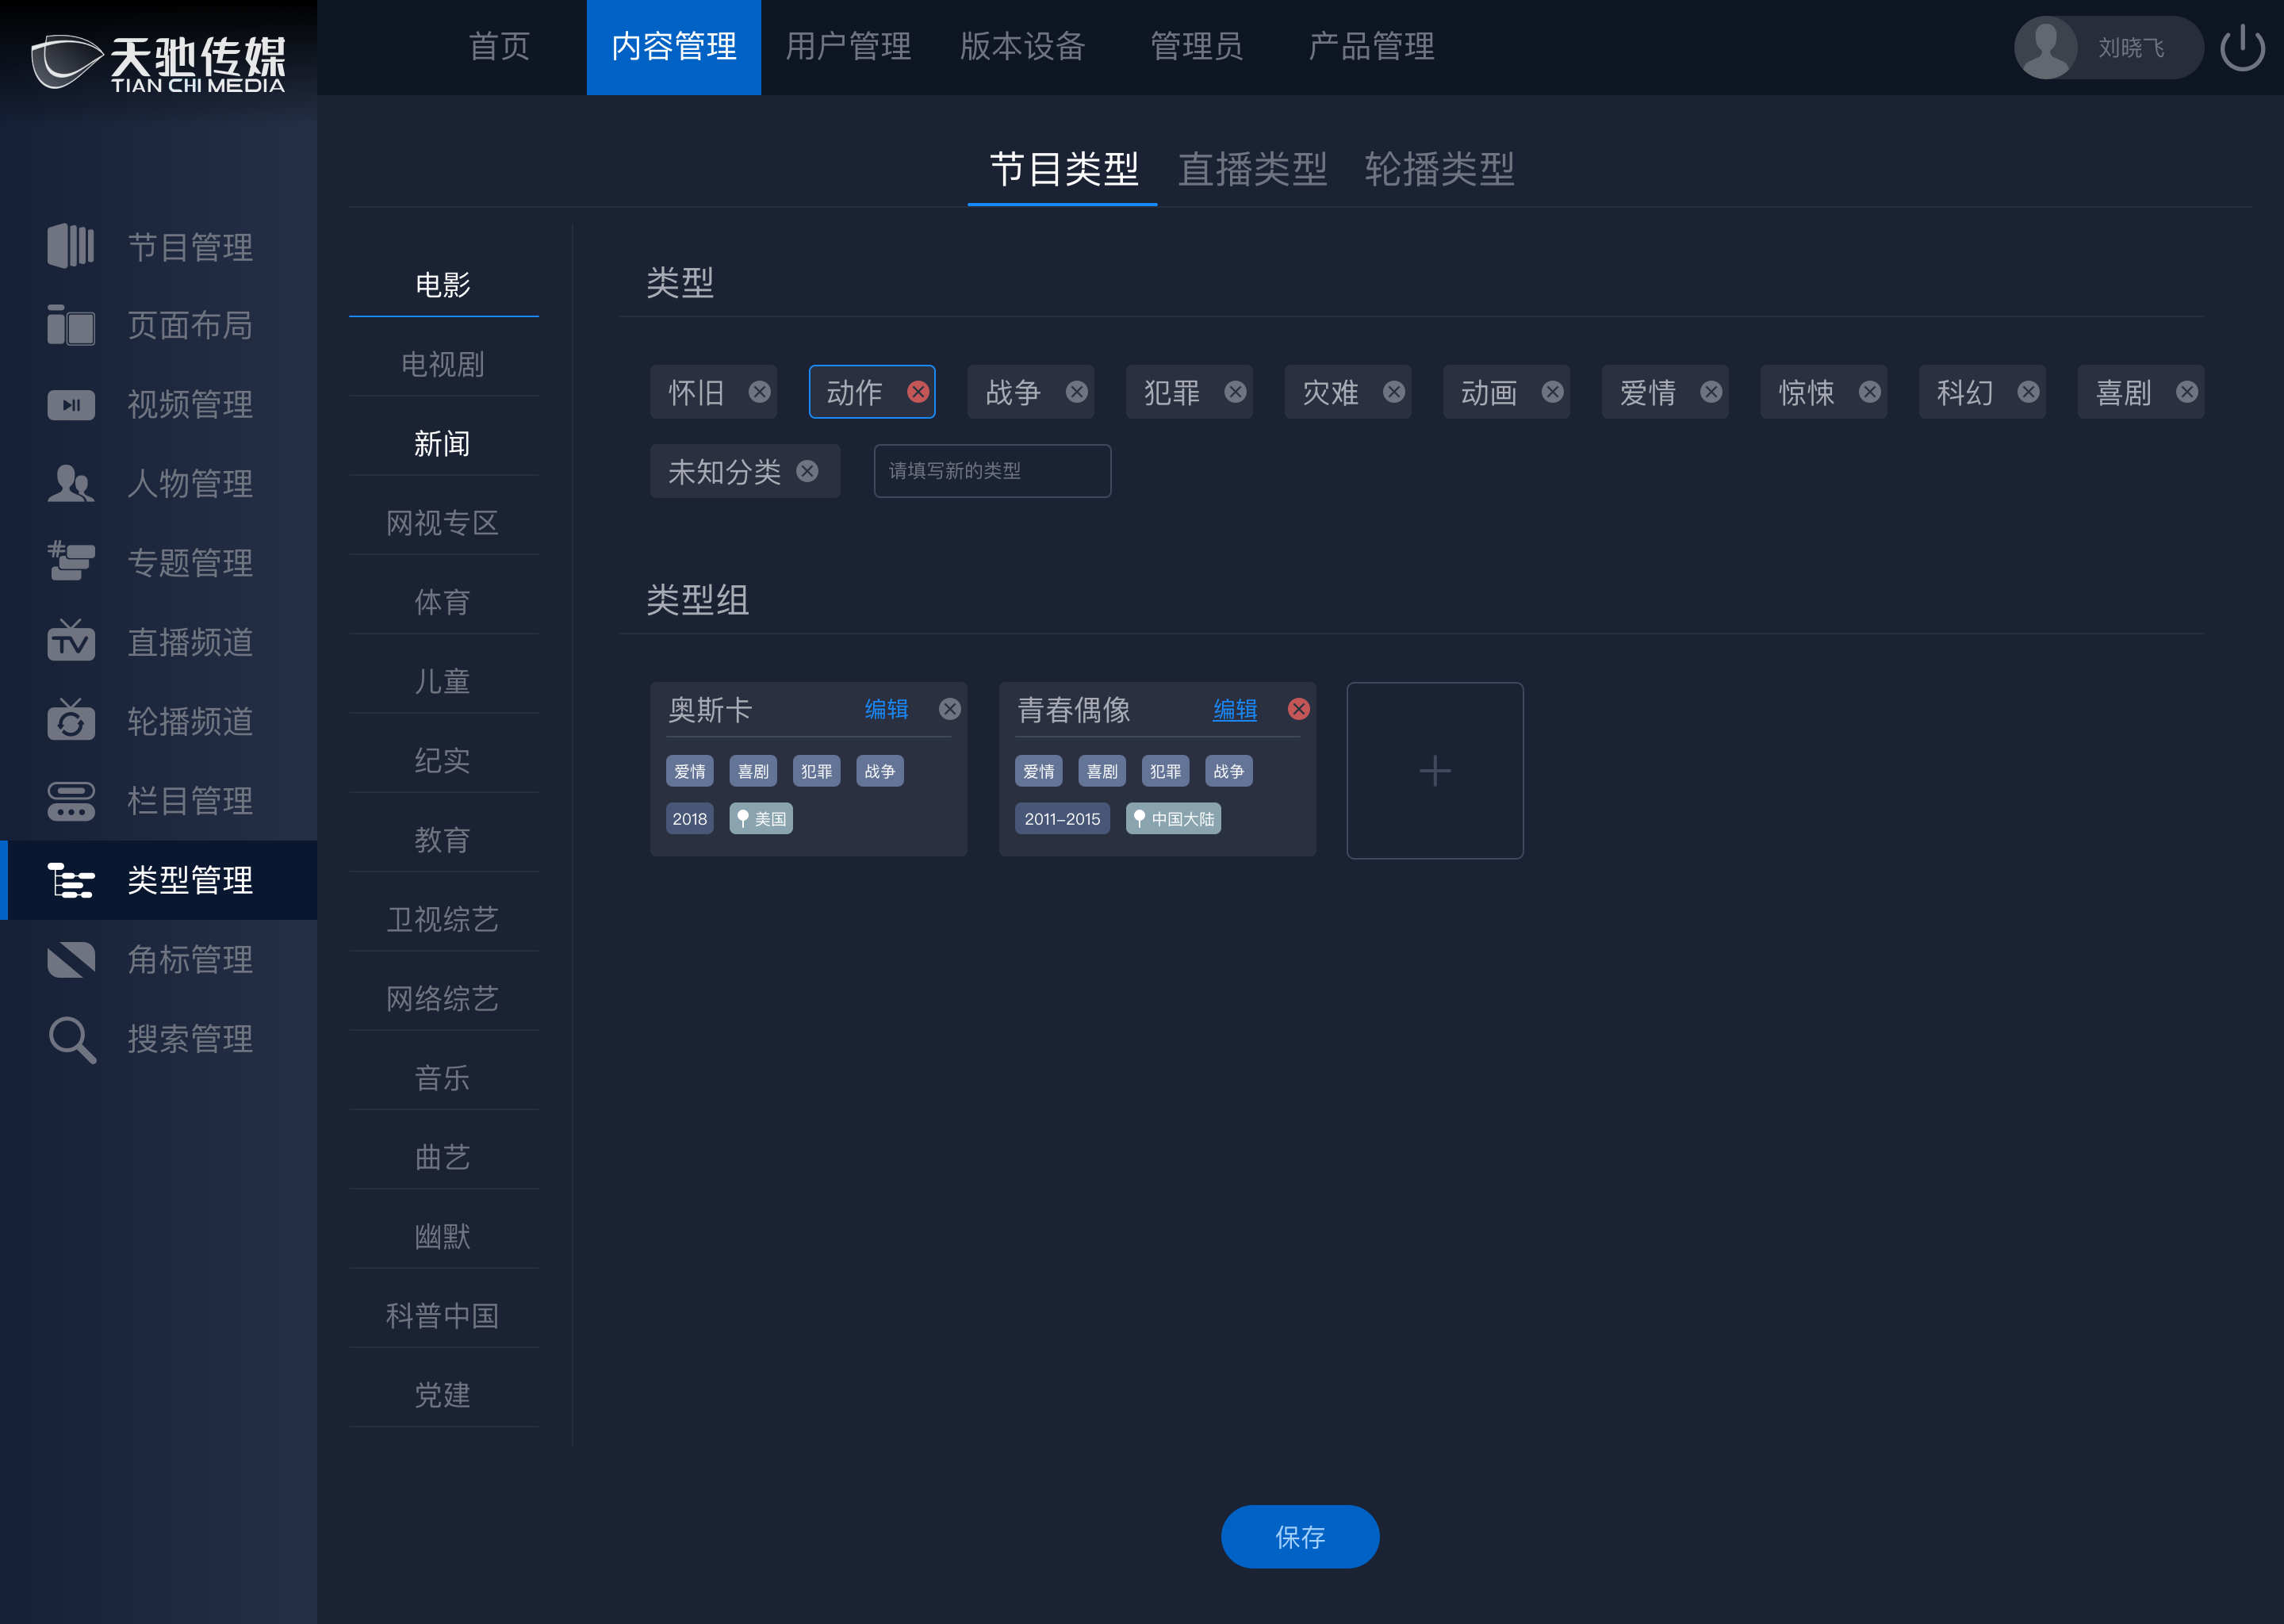 天驰传媒
TIAN CHI MEDIA
首页 内容管理 用户管理 版本设备 管理员 产品管理 刘晓飞
节目管理
页面布局
视频管理
人物管理
专题管理
TV 直播频道
轮播频道
栏目管理
类型管理
角标管理
搜索管理
节目类型 直播类型 轮播类型
电影
电视剧
新闻
网视专区
体育
儿童
纪实
教育
卫视综艺
网络综艺
音乐
曲艺
幽默
科普中国
党建
类型
怀旧 动作 战争 犯罪 灾难 动画 爱情 惊悚 科幻 喜剧
未知分类 请填写新的类型
类型组
奥斯卡 编辑
爱情 喜剧 犯罪 战争
2018 美国
青春偶像 编辑
爱情 喜剧 犯罪 战争
2011-2015 中国大陆
保存